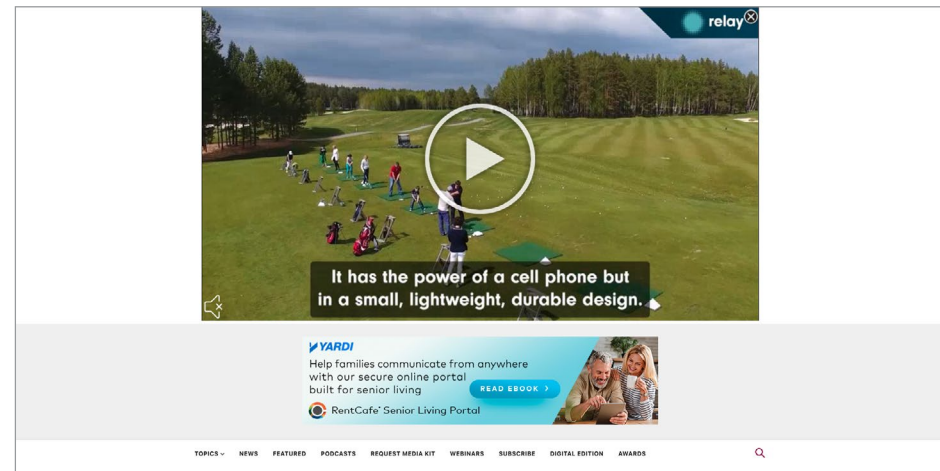 relay
It has the power of a cell phone but
in a small, lightweight, durable design.
YARDI
Help families communicate from anywhere
with our secure online portal
built for senior living
READ EBOOK >
RentCafe® Senior Living Portal
TOPICS NEWS FEATURED PODCASTS REQUEST MEDIA KIT WEBINARS SUBSCRIBE DIGITAL EDITION AWARDS